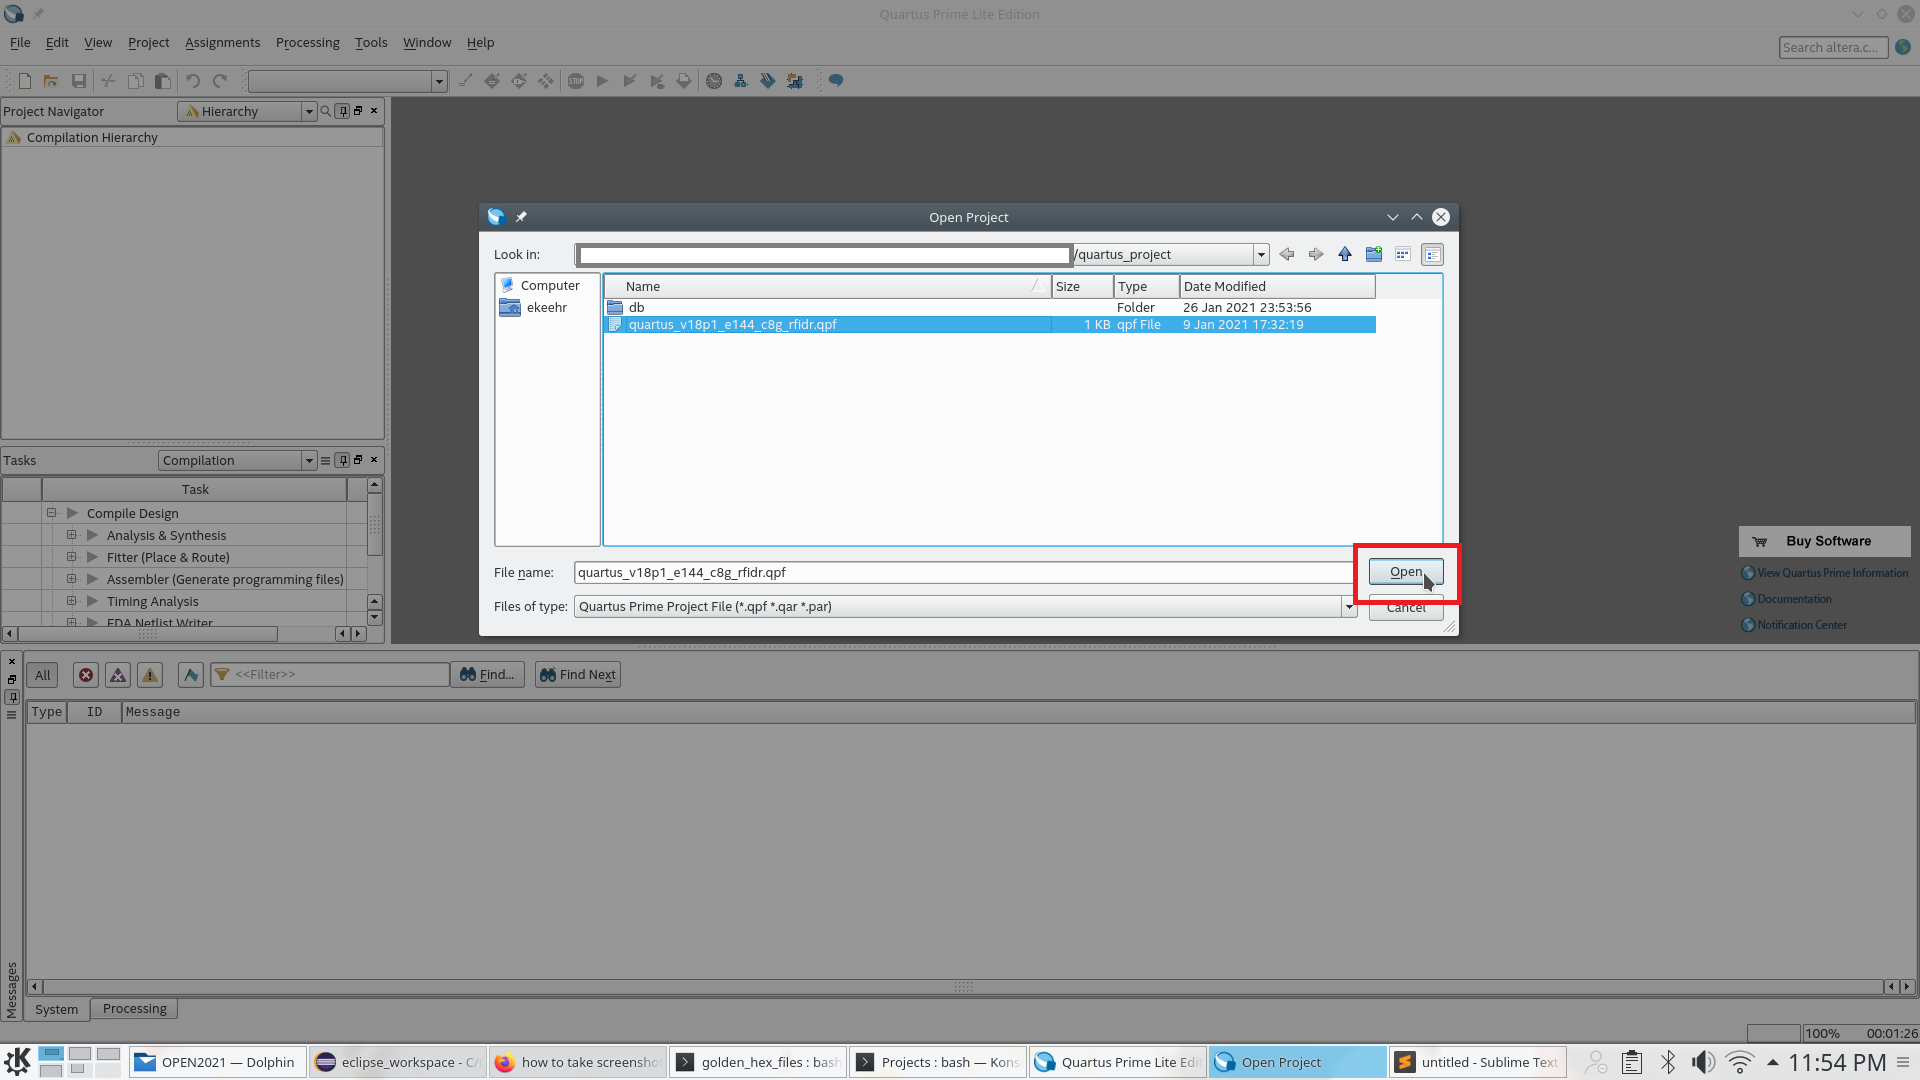 Quartus Prime Lite Edition
File Edit View Project Assignments Processing Tools Window Help
Search altera.c...
Project Navigator Hierarchy
Compilation Hierarchy
Open Project
Look in: /quartus_project
Computer
ekeehr
Name Size Type Date Modified
db Folder 26 Jan 2021 23:53:56
quartus_v18p1_e144_c8g_rfidr.qpf 1 KB qpf File 9 Jan 2021 17:32:19
File name: quartus_v18p1_e144_c8g_rfidr.qpf Open
Files of type: Quartus Prime Project File (*.qpf *.qar *.par) Cancel
Tasks Compilation
Task
Compile Design
Analysis & Synthesis
Fitter (Place & Route)
Assembler (Generate programming files)
Timing Analysis
EDA Netlist Writer
Buy Software
View Quartus Prime Information
Documentation
Notification Center
All STOP <<Filter>> Find... Find Next
Type ID Message
Messages
System Processing
100% 00:01:26
OPEN2021 — Dolphin eclipse_workspace - C/ how to take screensho golden_hex_files : bash Projects : bash — Kons Quartus Prime Lite Edi Open Project untitled - Sublime Text 11:54 PM